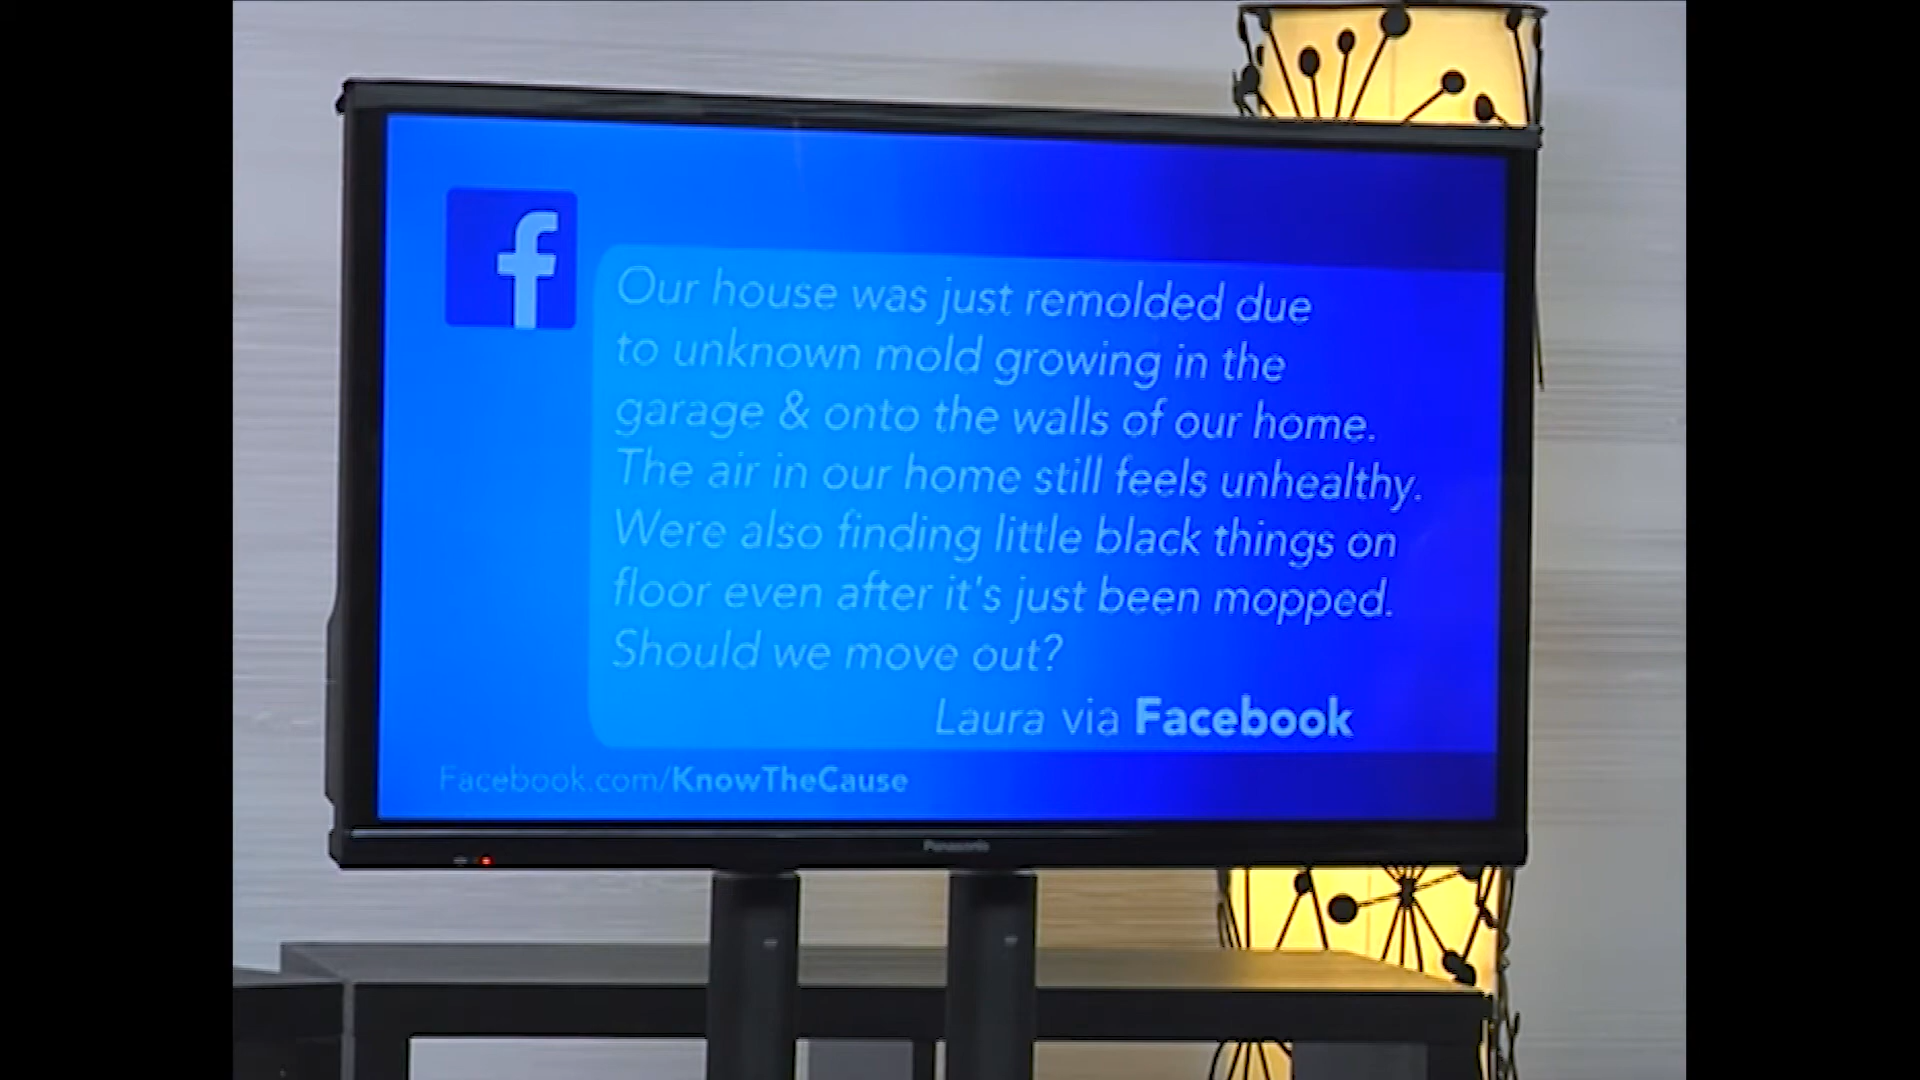 f
Our house was just remolded due
to unknown mold growing in the
garage & onto the walls of our home.
The air in our home still feels unhealthy.
Were also finding little black things on
floor even after it's just been mopped.
Should we move out?
Laura via Facebook
Facebook.com/KnowTheCause
Panasonic